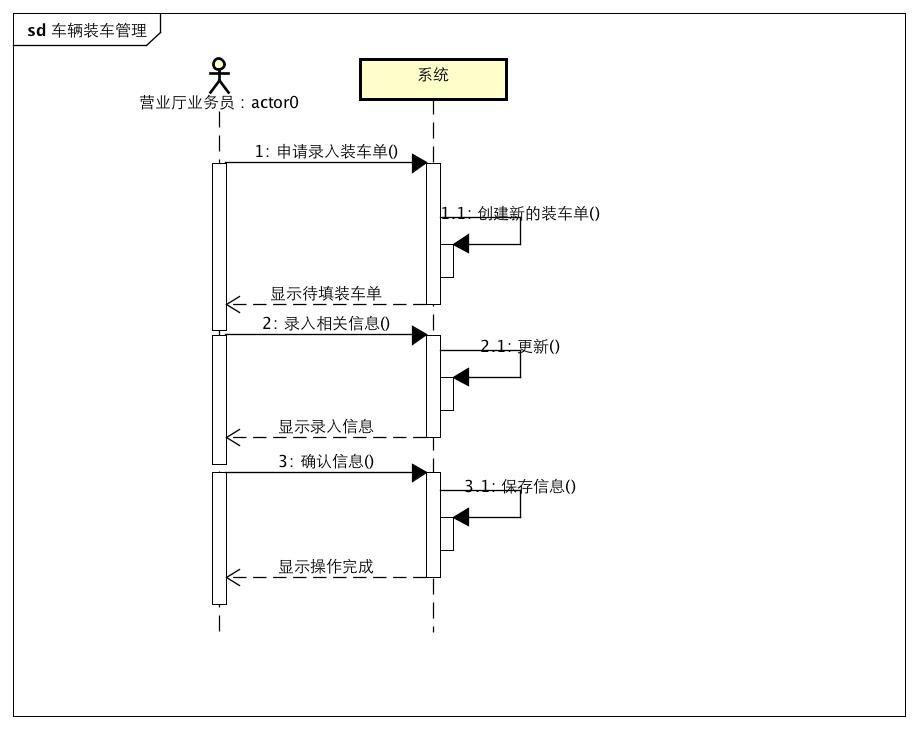 sd 车辆装车管理
系统
营业厅业务员 : actor0
1: 申请录入装车单()
1.1: 创建新的装车单()
显示待填装车单
2: 录入相关信息()
2.1: 更新()
显示录入信息
3: 确认信息()
3.1: 保存信息()
显示操作完成